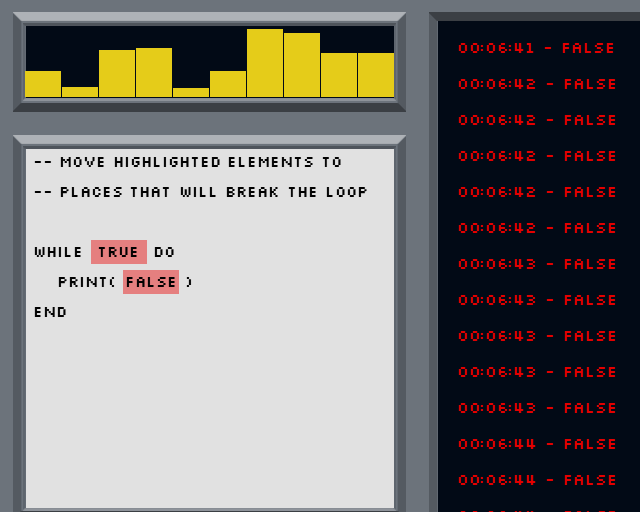 -- MOVE HIGHLIGHTED ELEMENTS TO
-- PLACES THAT WILL BREAK THE LOOP
WHILE TRUE DO
PRINT( FALSE )
END
00:06:41 - FALSE
00:06:42 - FALSE
00:06:42 - FALSE
00:06:42 - FALSE
00:06:42 - FALSE
00:06:42 - FALSE
00:06:43 - FALSE
00:06:43 - FALSE
00:06:43 - FALSE
00:06:43 - FALSE
00:06:43 - FALSE
00:06:44 - FALSE
00:06:44 - FALSE